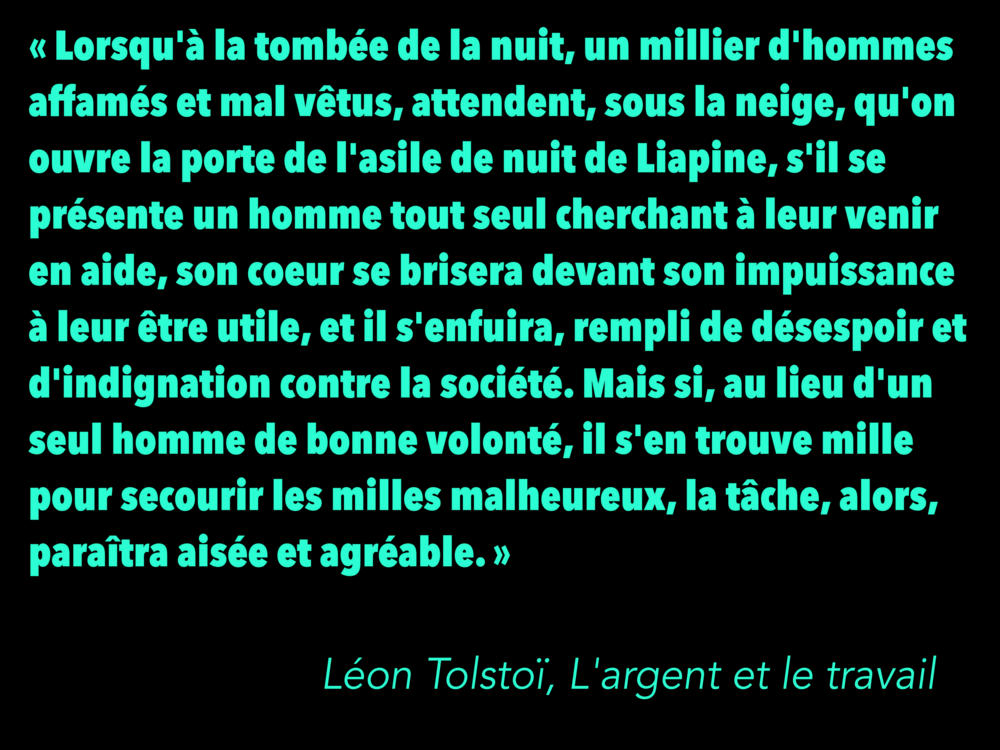 « Lorsqu'à la tombée de la nuit, un millier d'hommes
affamés et mal vêtus, attendent, sous la neige, qu'on
ouvre la porte de l'asile de nuit de Liapine, s'il se
présente un homme tout seul cherchant à leur venir
en aide, son coeur se brisera devant son impuissance
à leur être utile, et il s'enfuira, rempli de désespoir et
d'indignation contre la société. Mais si, au lieu d'un
seul homme de bonne volonté, il s'en trouve mille
pour secourir les milles malheureux, la tâche, alors,
paraîtra aisée et agréable. »
Léon Tolstoï, L'argent et le travail